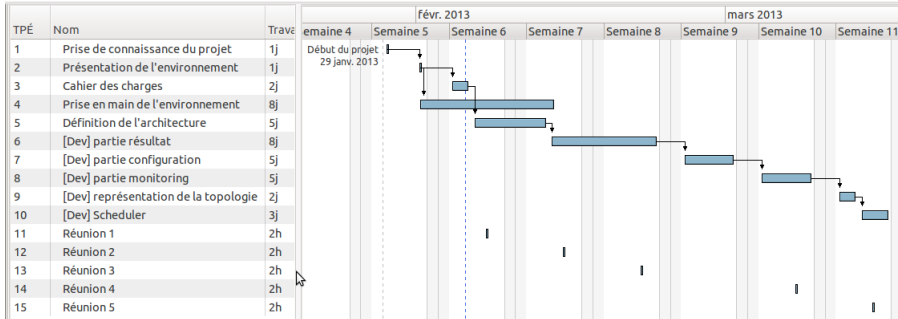 févr. 2013 mars 2013
TPÉ Nom Trava emaine 4 Semaine 5 Semaine 6 Semaine 7 Semaine 8 Semaine 9 Semaine 10 Semaine 11
1 Prise de connaissance du projet 1j Début du projet
29 janv. 2013
2 Présentation de l'environnement 1j
3 Cahier des charges 2j
4 Prise en main de l'environnement 8j
5 Définition de l'architecture 5j
6 [Dev] partie résultat 8j
7 [Dev] partie configuration 5j
8 [Dev] partie monitoring 5j
9 [Dev] représentation de la topologie 2j
10 [Dev] Scheduler 3j
11 Réunion 1 2h
12 Réunion 2 2h
13 Réunion 3 2h
14 Réunion 4 2h
15 Réunion 5 2h